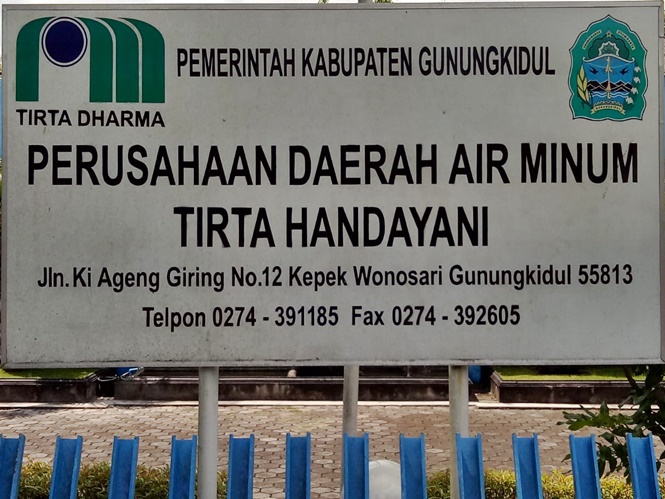 PEMERINTAH KABUPATEN GUNUNGKIDUL
TIRTA DHARMA
PERUSAHAAN DAERAH AIR MINUM
TIRTA HANDAYANI
Jln.Ki Ageng Giring No.12 Kepek Wonosari Gunungkidul 55813
Telpon 0274 - 391185 Fax 0274 - 392605